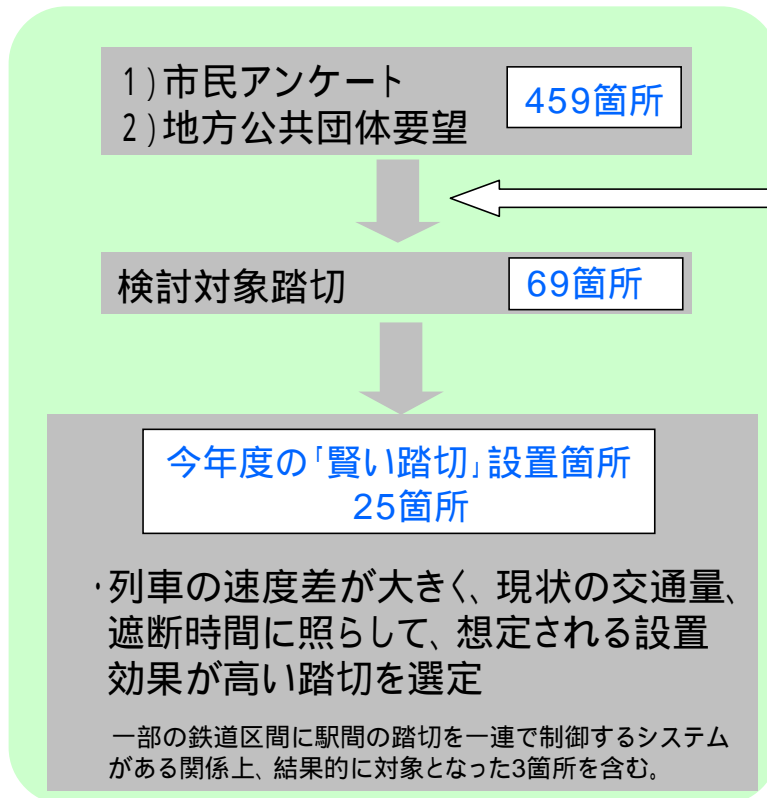 1)市民アンケート
2)地方公共団体要望
459箇所
検討対象踏切
69箇所
今年度の「賢い踏切」設置箇所
25箇所
・列車の速度差が大きく、現状の交通量、
遮断時間に照らして、想定される設置
効果が高い踏切を選定
一部の鉄道区間に駅間の踏切を一連で制御するシステム
がある関係上、結果的に対象となった3箇所を含む。